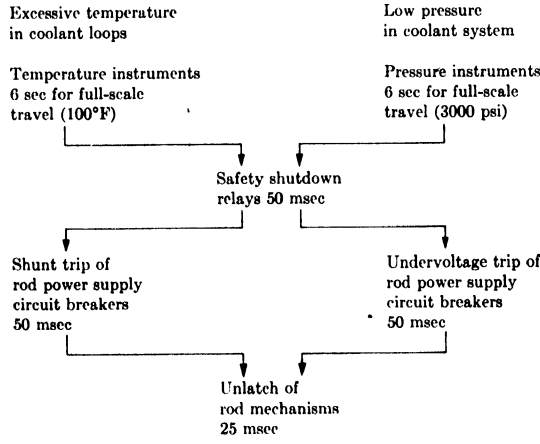 Excessive temperature
in coolant loops
Low pressure
in coolant system
Temperature instruments
6 sec for full-scale
travel (100°F)
Pressure instruments
6 sec for full-scale
travel (3000 psi)
Safety shutdown
relays 50 msec
Shunt trip of
rod power supply
circuit breakers
50 msec
Undervoltage trip of
rod power supply
circuit breakers
50 msec
Unlatch of
rod mechanisms
25 msec